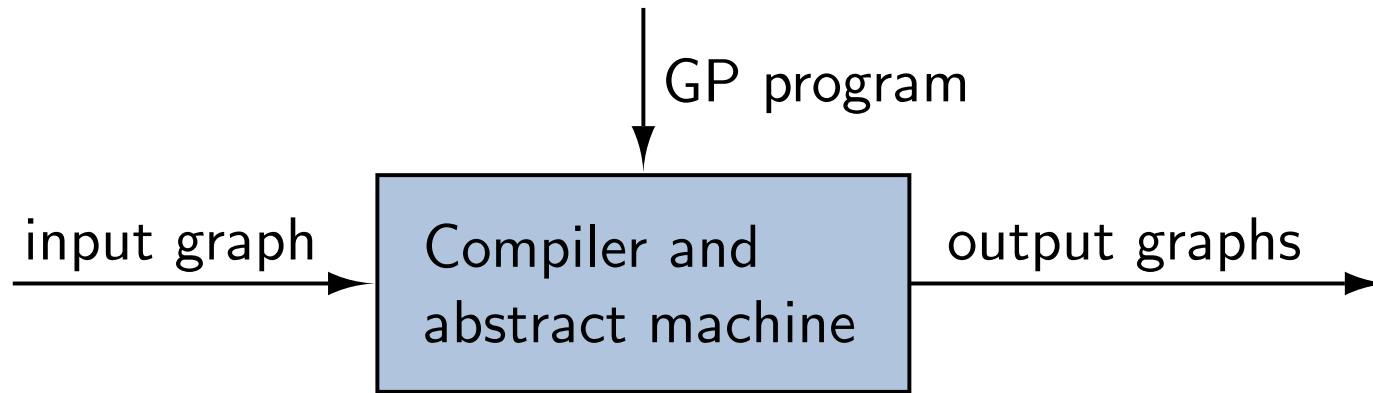 GP program
input graph
Compiler and
abstract machine
output graphs